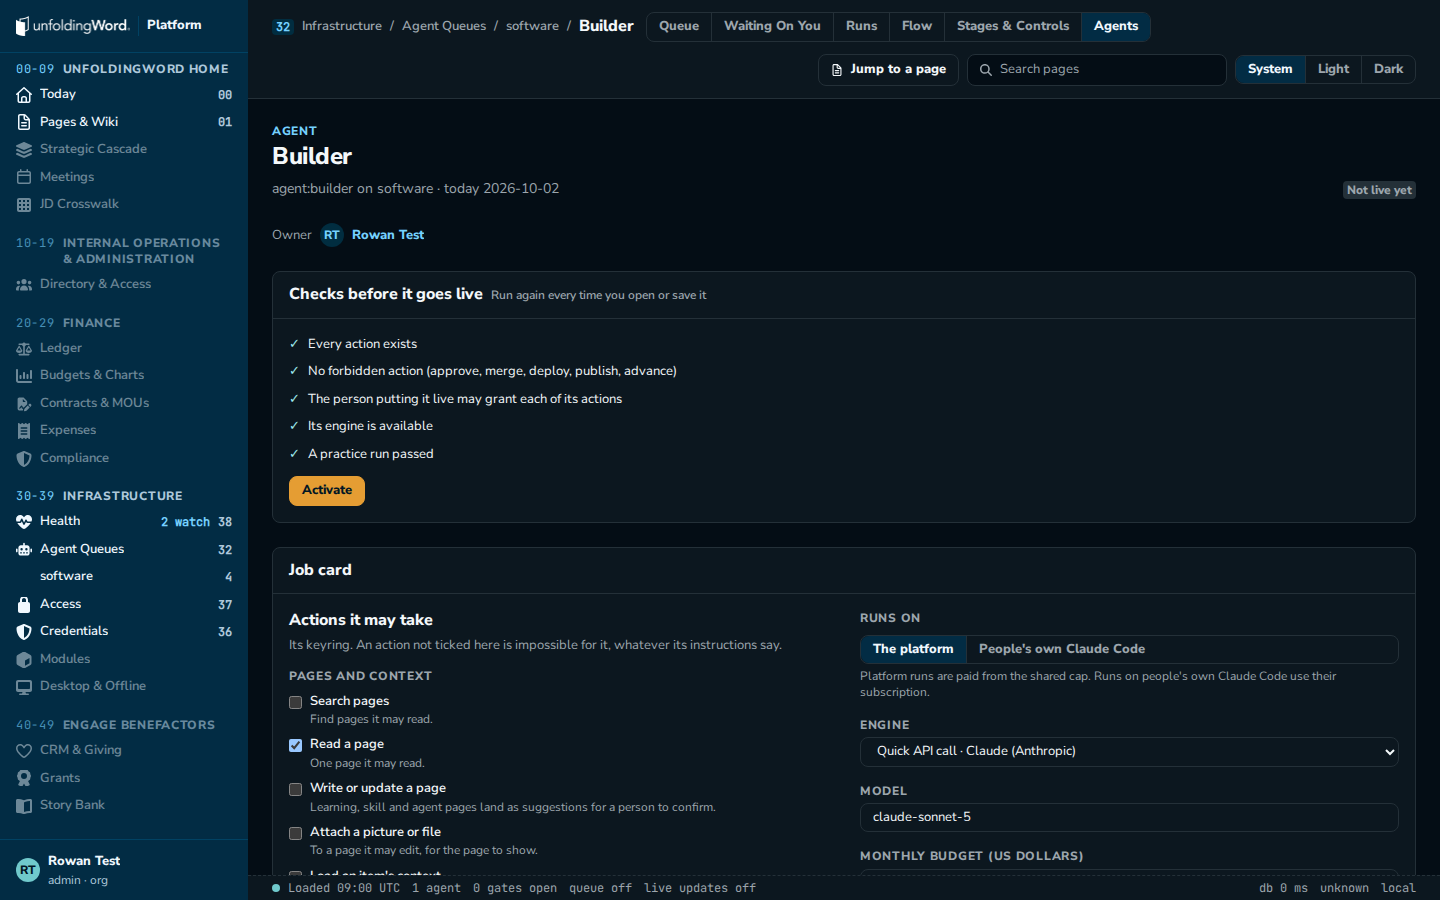 unfoldingWord Platform
00-09 UNFOLDINGWORD HOME
Today 00
Pages & Wiki 01
Strategic Cascade
Meetings
JD Crosswalk
10-19 INTERNAL OPERATIONS
& ADMINISTRATION
Directory & Access
20-29 FINANCE
Ledger
Budgets & Charts
Contracts & MOUs
Expenses
Compliance
30-39 INFRASTRUCTURE
Health 2 watch 38
Agent Queues 32
software 4
Access 37
Credentials 36
Modules
Desktop & Offline
40-49 ENGAGE BENEFACTORS
CRM & Giving
Grants
Story Bank
RT Rowan Test
admin · org
32 Infrastructure / Agent Queues / software / Builder
Queue Waiting On You Runs Flow Stages & Controls Agents
Jump to a page Search pages System Light Dark
AGENT
Builder
agent:builder on software · today 2026-10-02
Not live yet
Owner RT Rowan Test
Checks before it goes live Run again every time you open or save it
✓ Every action exists
✓ No forbidden action (approve, merge, deploy, publish, advance)
✓ The person putting it live may grant each of its actions
✓ Its engine is available
✓ A practice run passed
Activate
Job card
Actions it may take
Its keyring. An action not ticked here is impossible for it, whatever its instructions say.
PAGES AND CONTEXT
Search pages
Find pages it may read.
Read a page
One page it may read.
Write or update a page
Learning, skill and agent pages land as suggestions for a person to confirm.
Attach a picture or file
To a page it may edit, for the page to show.
RUNS ON
The platform People's own Claude Code
Platform runs are paid from the shared cap. Runs on people's own Claude Code use their
subscription.
ENGINE
Quick API call · Claude (Anthropic)
MODEL
claude-sonnet-5
MONTHLY BUDGET (US DOLLARS)
Loaded 09:00 UTC 1 agent 0 gates open queue off live updates off
db 0 ms unknown local